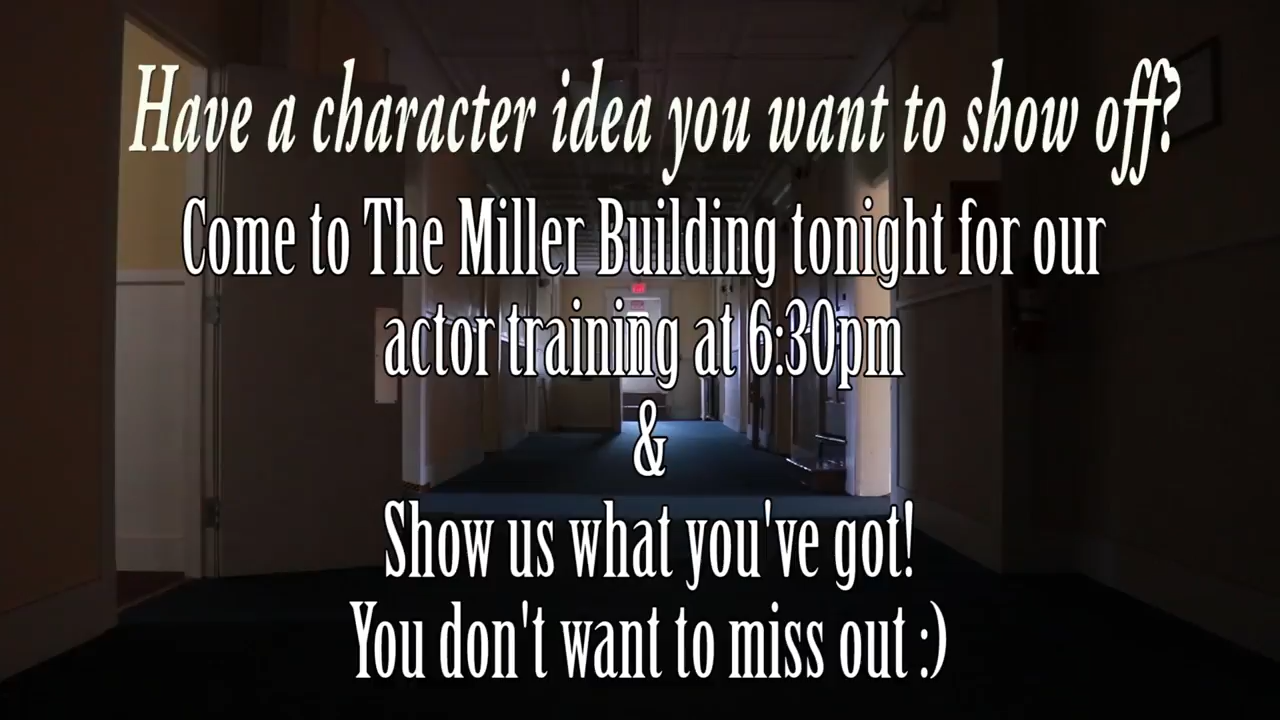 Have a character idea you want to show off?
Come to The Miller Building tonight for our
actor training at 6:30pm
&
Show us what you've got!
You don't want to miss out :)